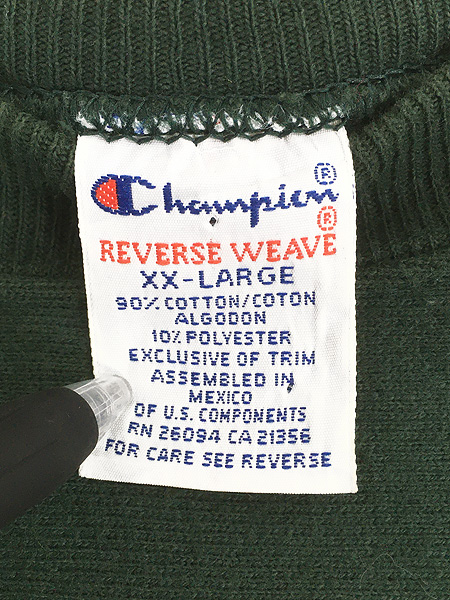 Champion®
REVERSE WEAVE®
XX-LARGE
90% COTTON/COTON
ALGODON
10% POLYESTER
EXCLUSIVE OF TRIM
ASSEMBLED IN
MEXICO
OF U.S. COMPONENTS
RN 26094 CA 21356
FOR CARE SEE REVERSE